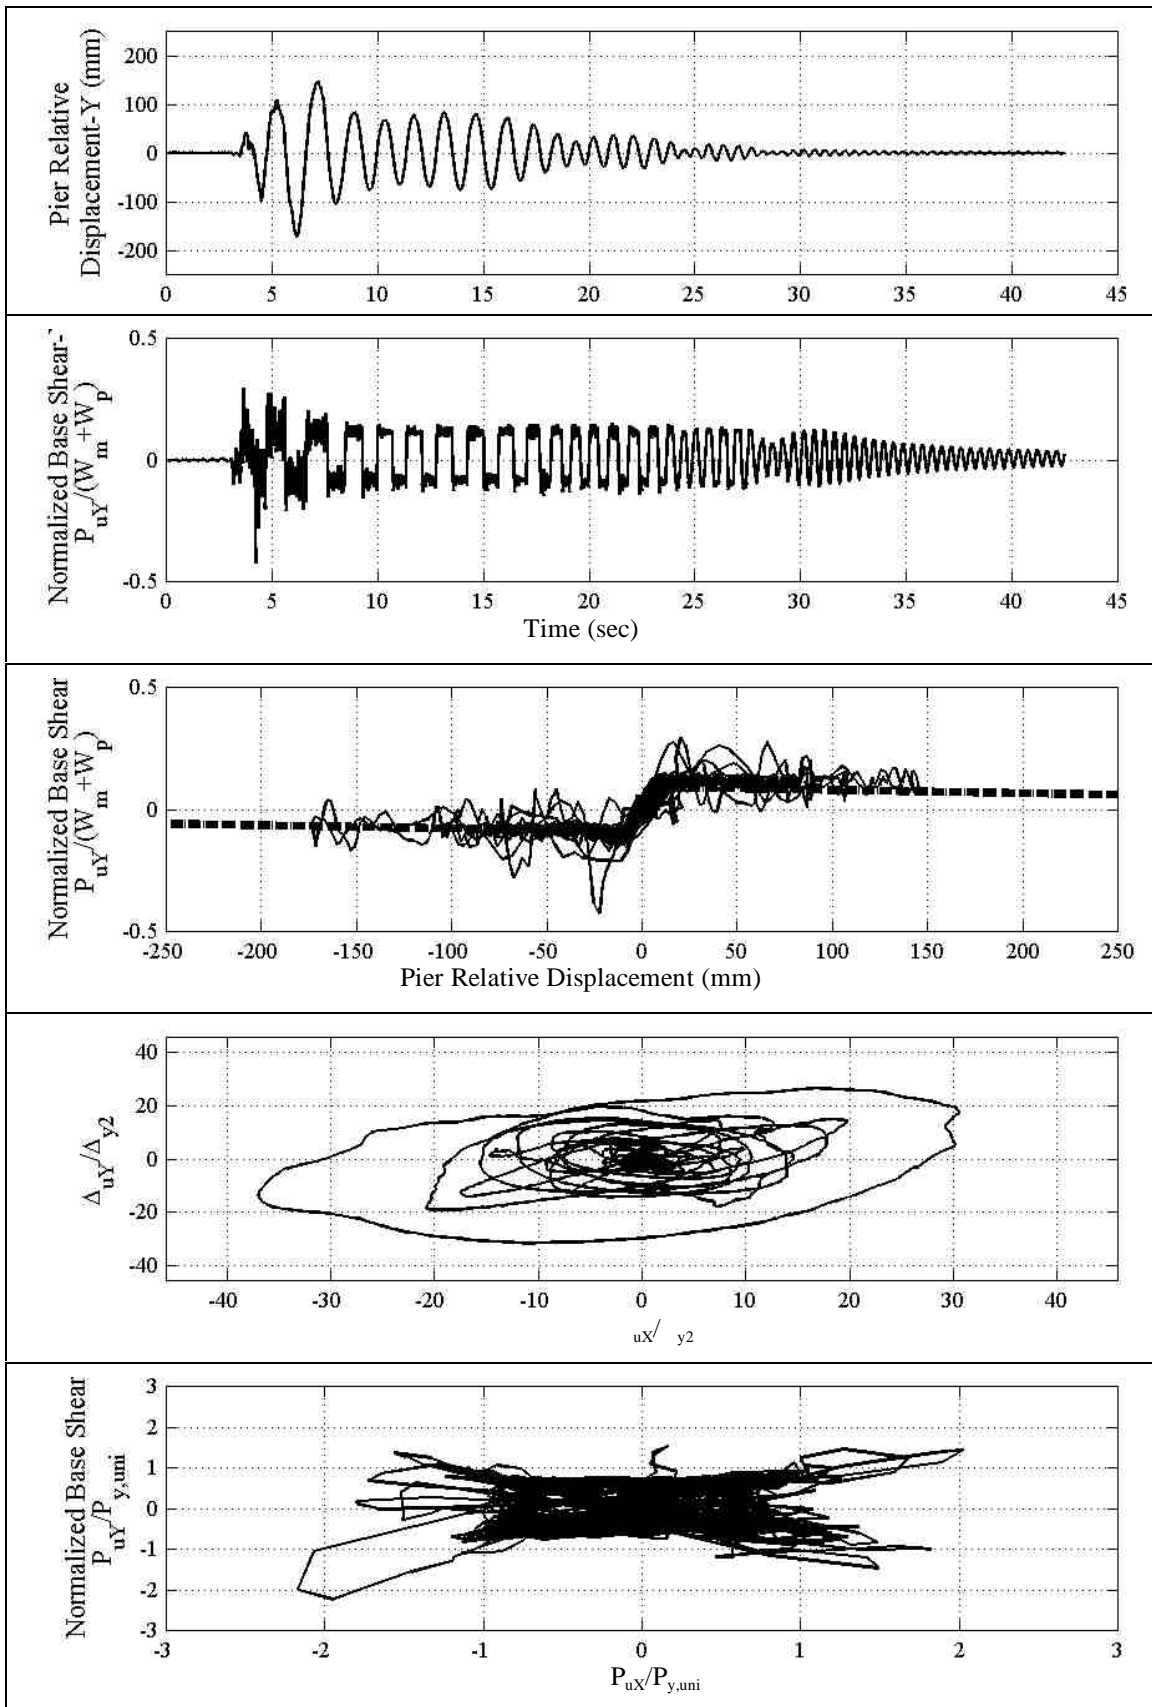 Pier Relative
Displacement-Y (mm)
200
100
0
-100
-200
0 5 10 15 20 25 30 35 40 45
Normalized Base Shear-
P_uY/(W_m+W_p)
0.5
0
-0.5
0 5 10 15 20 25 30 35 40 45
Time (sec)
Normalized Base Shear
P_uY/(W_m+W_p)
0.5
0
-0.5
-250 -200 -150 -100 -50 0 50 100 150 200 250
Pier Relative Displacement (mm)
Δ_uY/Δ_y2
40
20
0
-20
-40
-40 -30 -20 -10 0 10 20 30 40
uX/ y2
Normalized Base Shear
P_uY/P_y,uni
3
2
1
0
-1
-2
-3
-3 -2 -1 0 1 2 3
P_uX/P_y,uni